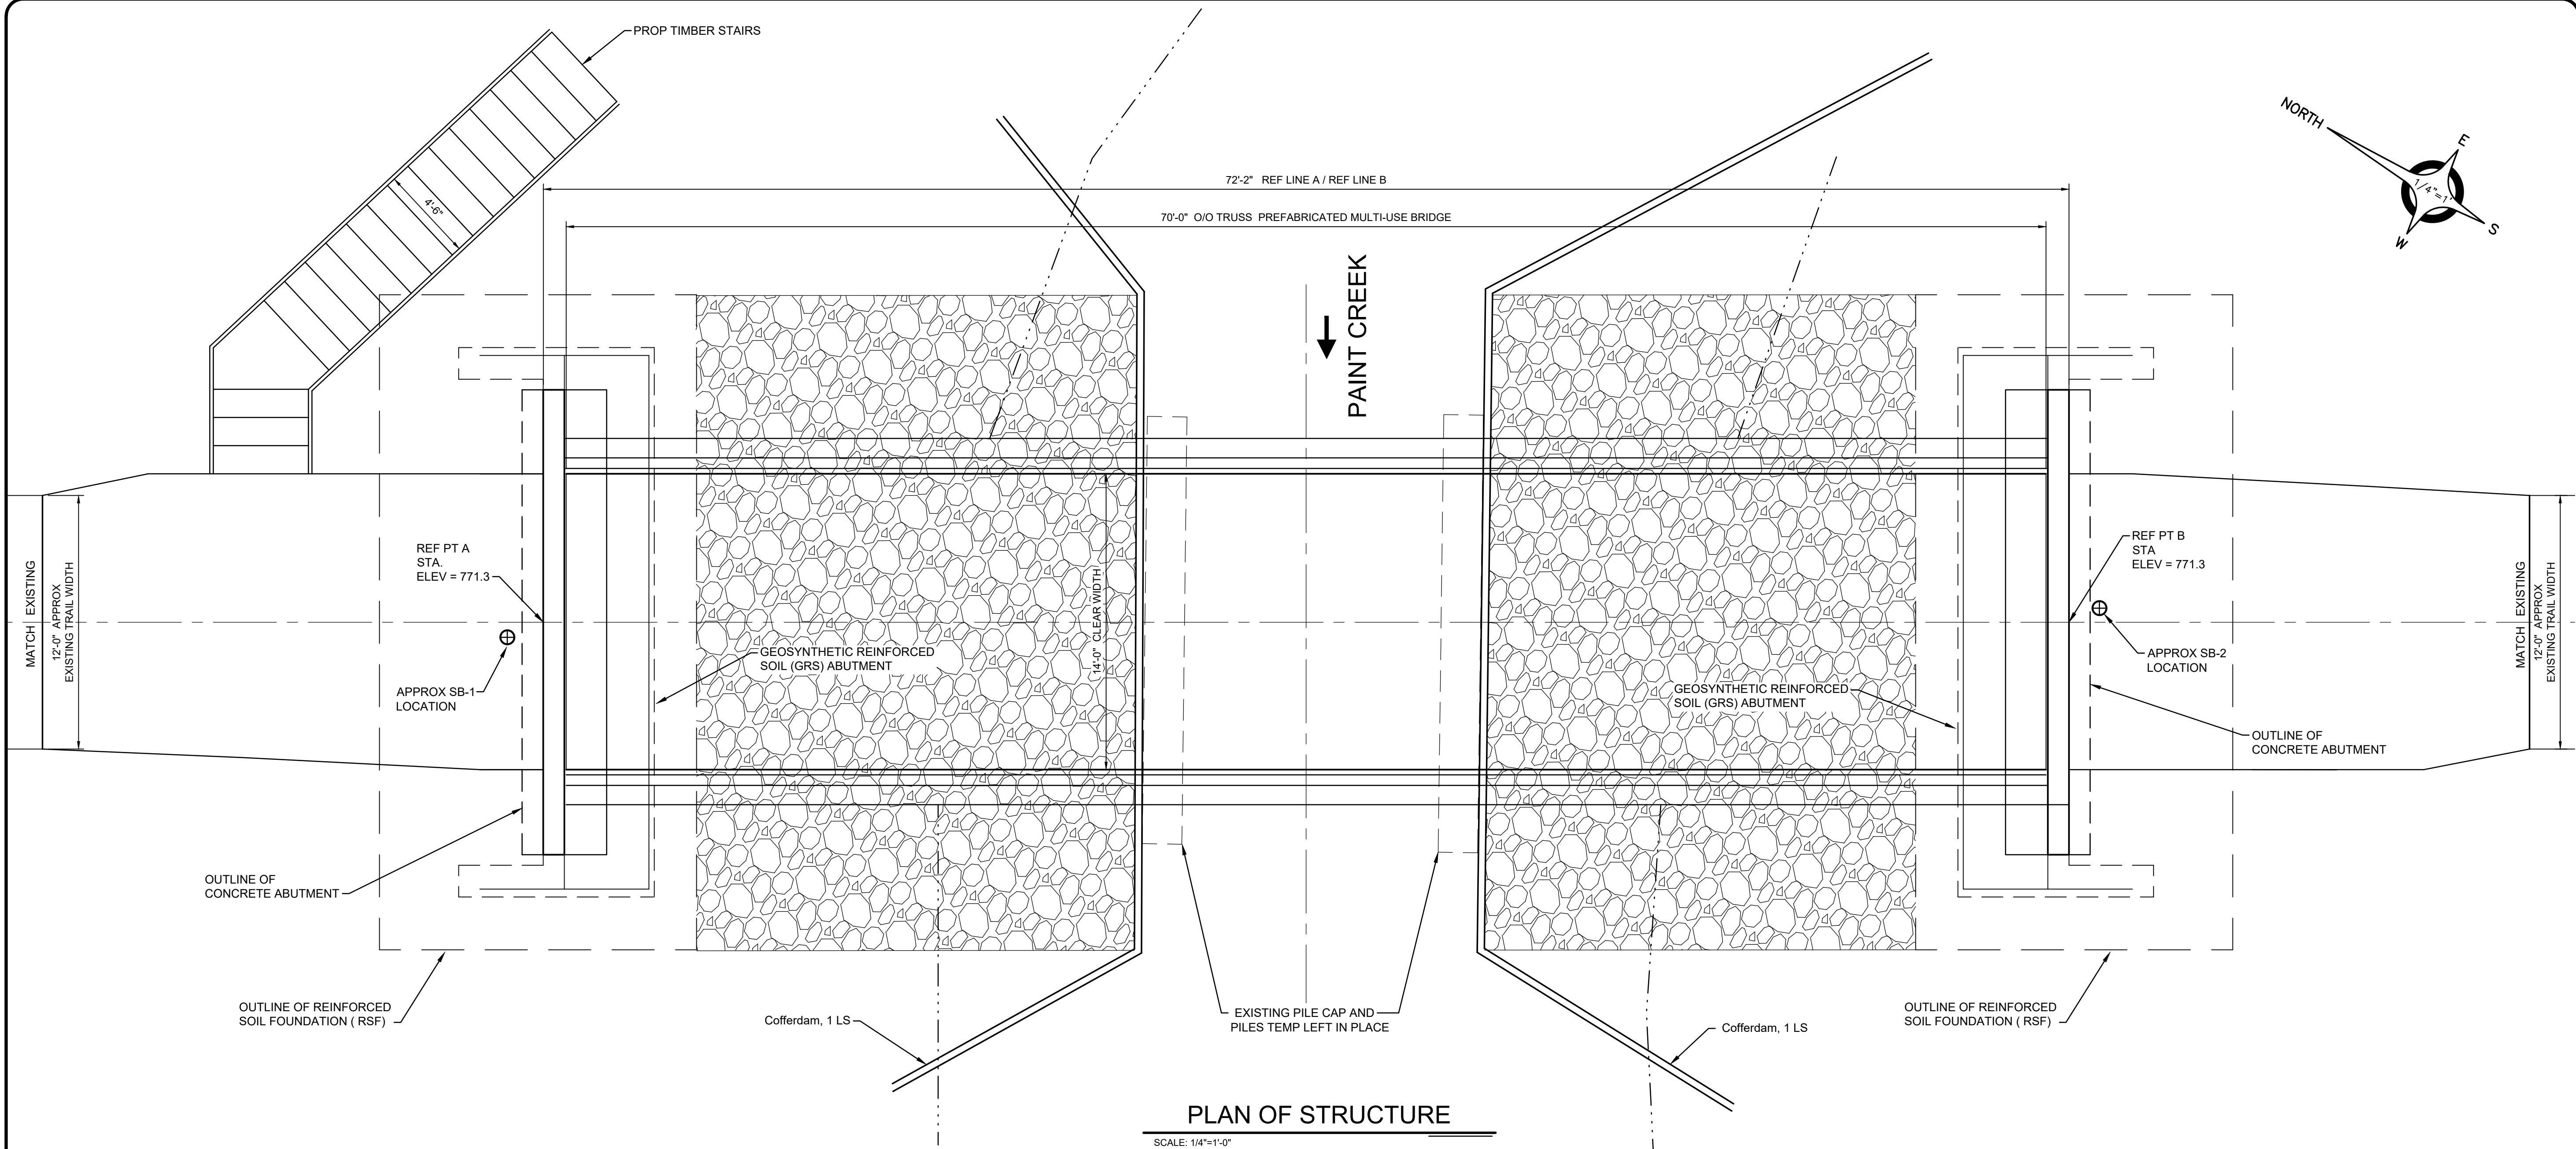 PROP TIMBER STAIRS
4'-6"
72'-2" REF LINE A / REF LINE B
70'-0" O/O TRUSS PREFABRICATED MULTI-USE BRIDGE
NORTH
E
S
W
1/4"=1'
PAINT CREEK
MATCH EXISTING
12'-0" APPROX
EXISTING TRAIL WIDTH
REF PT A
STA.
ELEV = 771.3
APPROX SB-1
LOCATION
GEOSYNTHETIC REINFORCED
SOIL (GRS) ABUTMENT
14'-0" CLEAR WIDTH
GEOSYNTHETIC REINFORCED
SOIL (GRS) ABUTMENT
REF PT B
STA
ELEV = 771.3
APPROX SB-2
LOCATION
OUTLINE OF
CONCRETE ABUTMENT
MATCH EXISTING
12'-0" APPROX
EXISTING TRAIL WIDTH
OUTLINE OF
CONCRETE ABUTMENT
OUTLINE OF REINFORCED
SOIL FOUNDATION ( RSF)
Cofferdam, 1 LS
EXISTING PILE CAP AND
PILES TEMP LEFT IN PLACE
Cofferdam, 1 LS
OUTLINE OF REINFORCED
SOIL FOUNDATION ( RSF)
PLAN OF STRUCTURE
SCALE: 1/4"=1'-0"